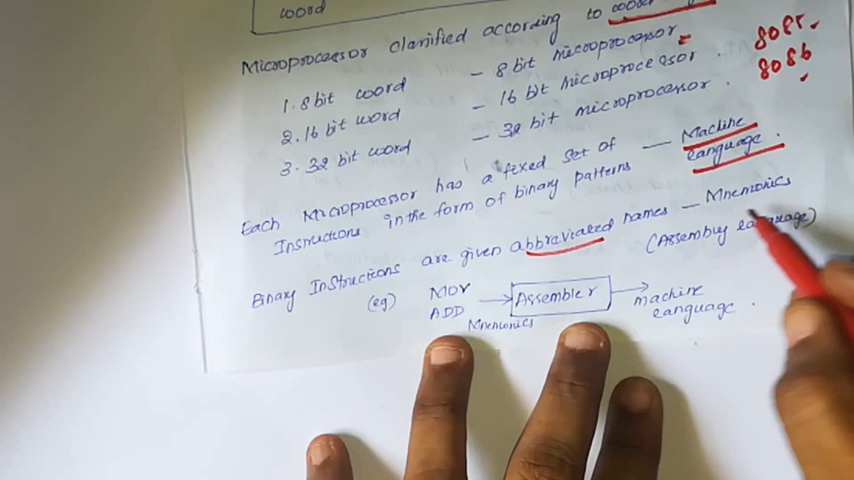 word
Microprocessor clarified according to
1. 8 bit word - 8 bit microprocessor 8085
2. 16 bit word - 16 bit microprocessor. 8086
3. 32 bit word - 32 bit microprocessor.
Each Microprocessor has a fixed set of — Machine
Instructions in the form of binary patterns language.
Binary Instructions are given abbreviated names — Mnemonics
(Assembly language)
(eg) MOV
ADD → Assembler → machine
language.
Mnemonics